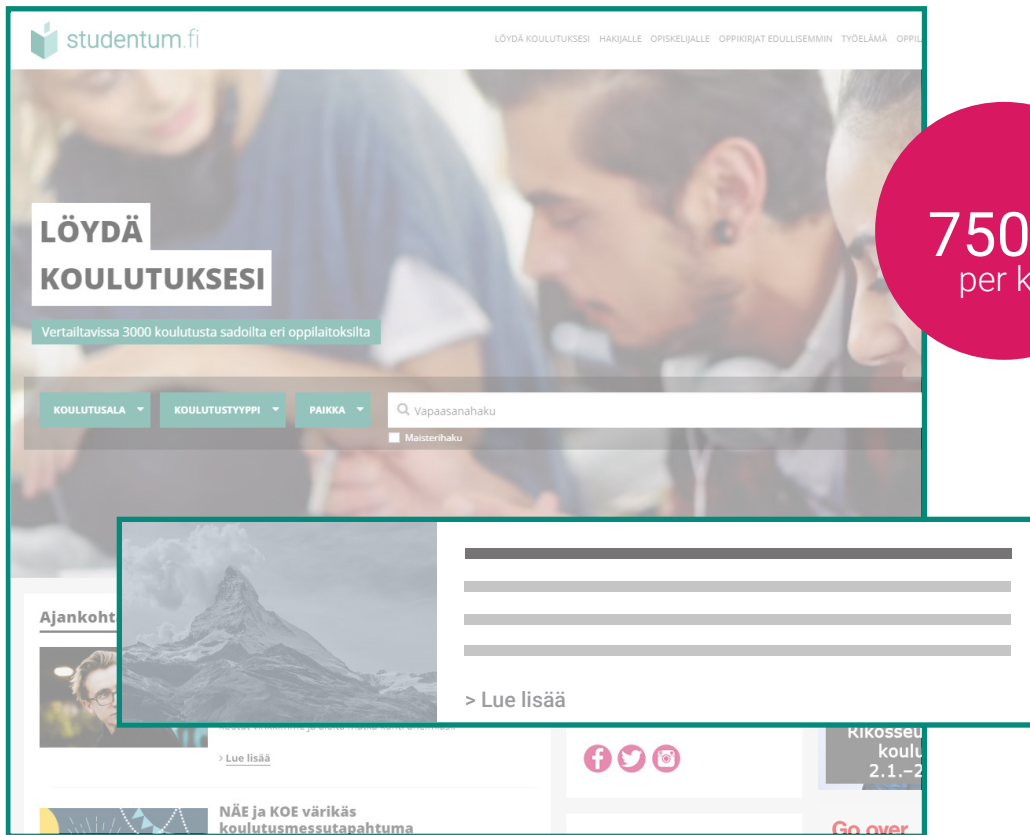 studentum.fi
LÖYDÄ KOULUTUKSESI HAKIJALLE OPISKELIJALLE OPPIKIRJAT EDULLISEMMIN TYÖELÄMÄ OPPIL
LÖYDÄ
KOULUTUKSESI
750
per k
Vertailtavissa 3000 koulutusta sadoilta eri oppilaitoksilta
KOULUTUSALA KOULUTUSTYYPPI PAIKKA Vapaasanahaku
Maisterihaku
Ajankoht
> Lue lisää
> Lue lisää
Rikosseu
koulu
2.1.–2
NÄE ja KOE värikäs
koulutusmessutapahtuma
Go over